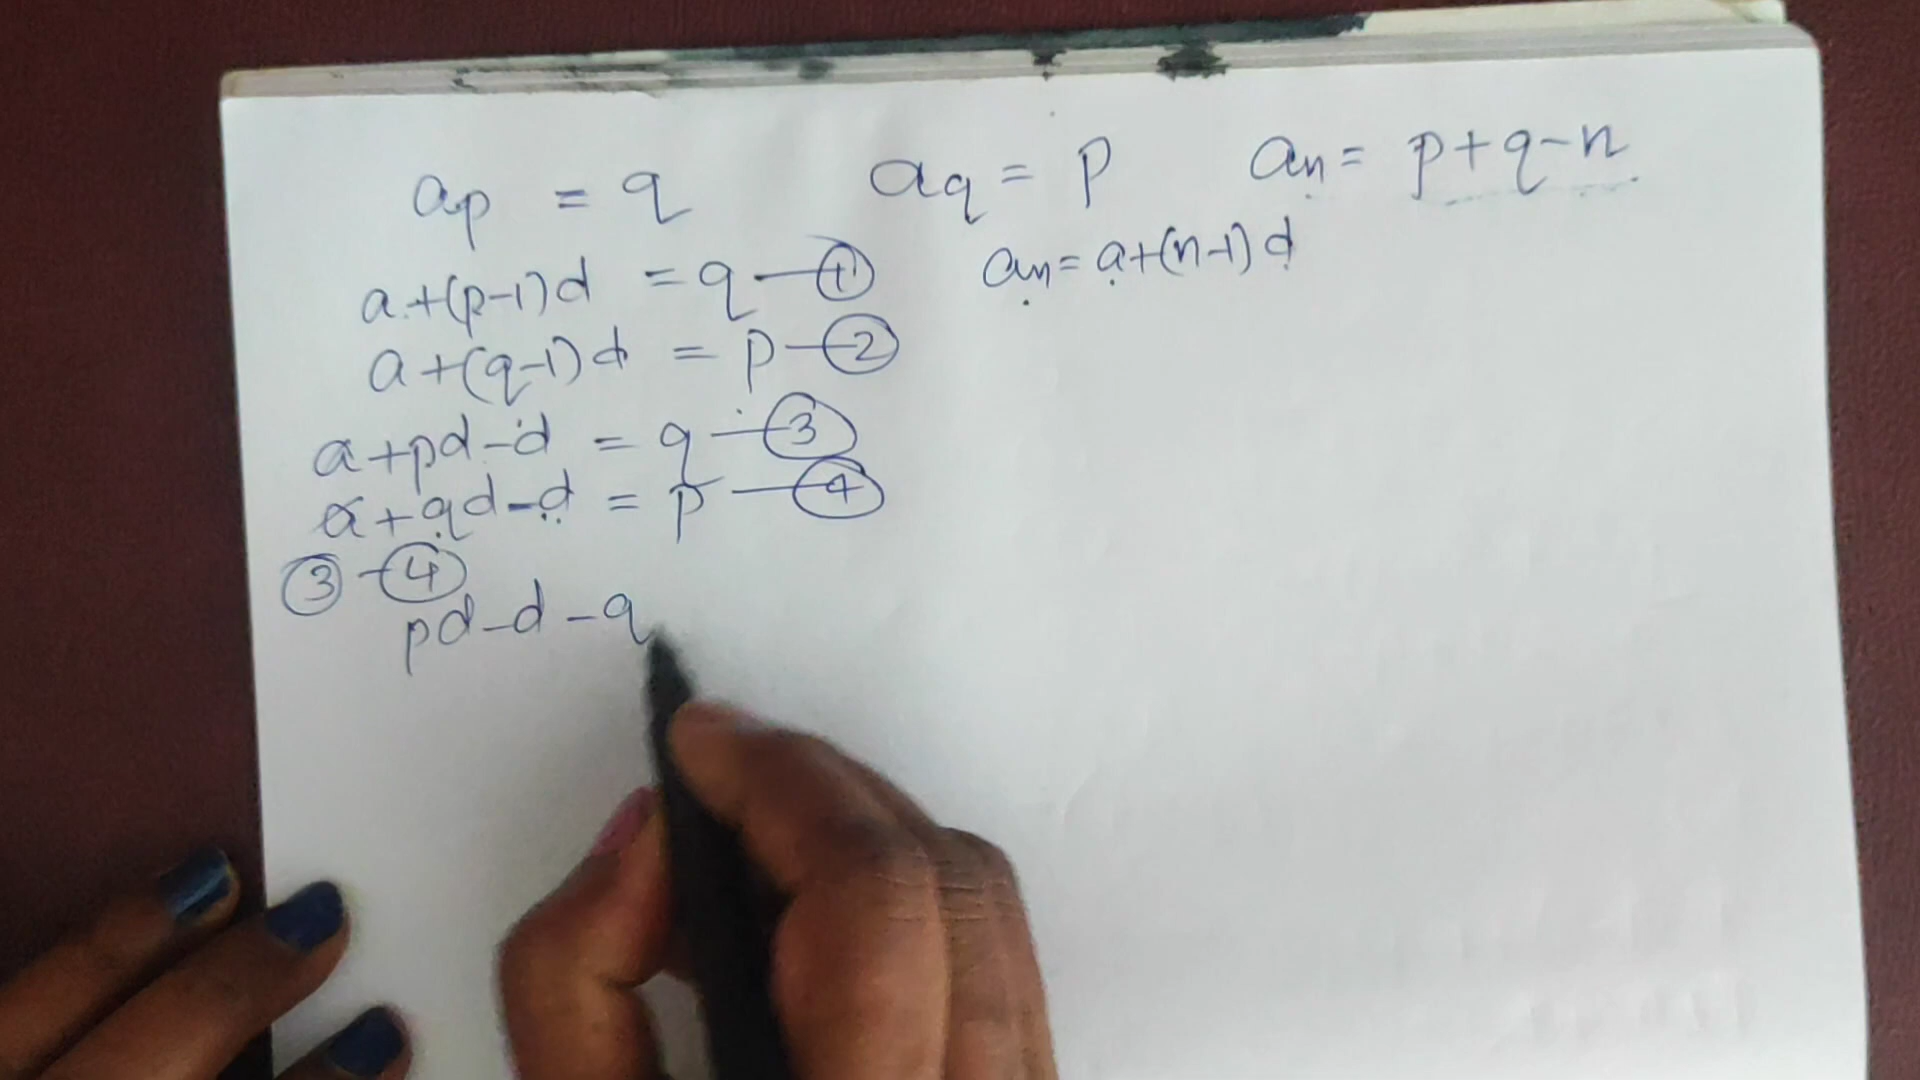 ap = q aq = p an = p+q-n
an = a+(n-1)d
a+(p-1)d = q — ①
a+(q-1)d = p — ②
a+pd-d = q — ③
a+qd-d = p — ④
③ - ④
pd-d-q